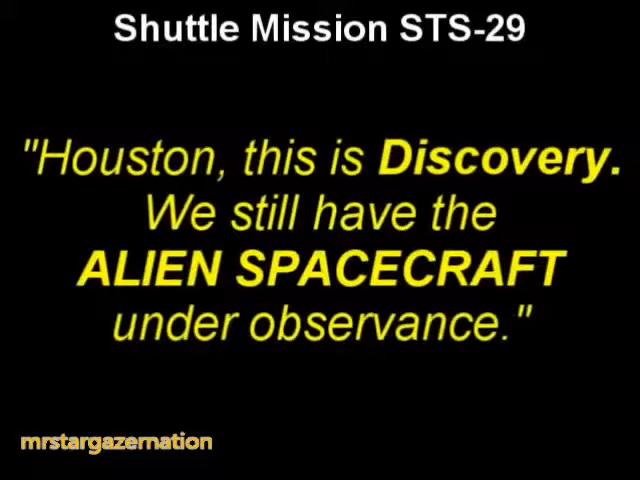 Shuttle Mission STS-29
"Houston, this is Discovery.
We still have the
ALIEN SPACECRAFT
under observance."
mrstargazernation